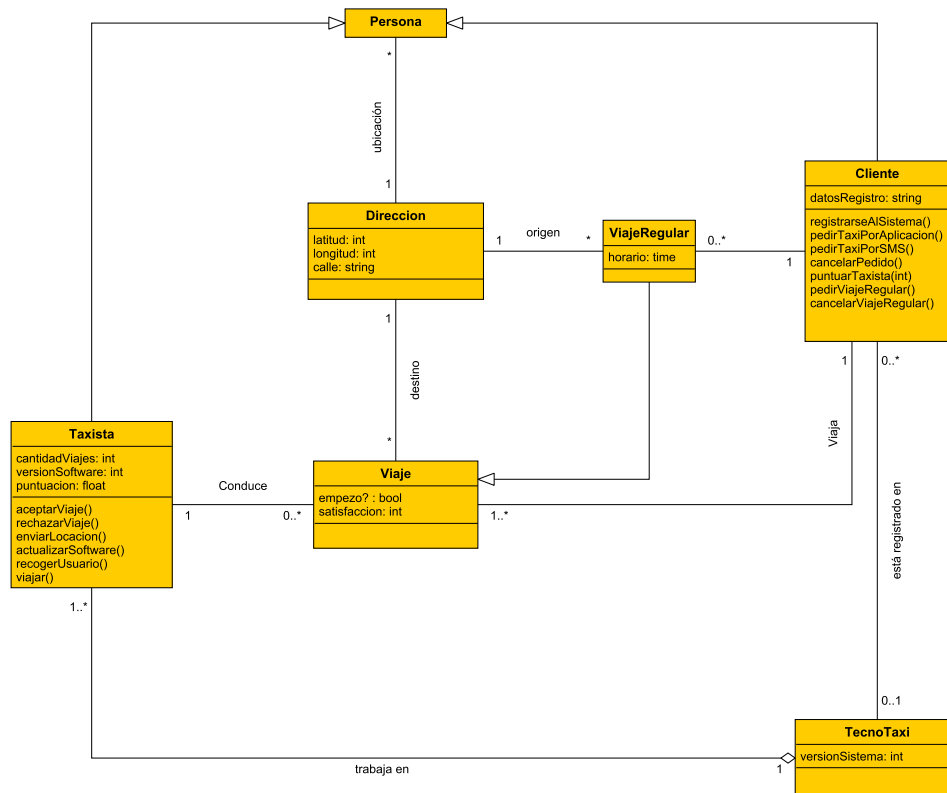 Persona
*
ubicación
1
Direccion
latitud: int
longitud: int
calle: string
1
origen
*
ViajeRegular
horario: time
0..*
1
Cliente
datosRegistro: string
registrarseAlSistema()
pedirTaxiPorAplicacion()
pedirTaxiPorSMS()
cancelarPedido()
puntuarTaxista(int)
pedirViajeRegular()
cancelarViajeRegular()
1
destino
*
1
Viaja
0..*
Taxista
cantidadViajes: int
versionSoftware: int
puntuacion: float
aceptarViaje()
rechazarViaje()
enviarLocacion()
actualizarSoftware()
recogerUsuario()
viajar()
Conduce
1
0..*
Viaje
empezo? : bool
satisfaccion: int
1..*
está registrado en
1..*
0..1
TecnoTaxi
versionSistema: int
trabaja en
1